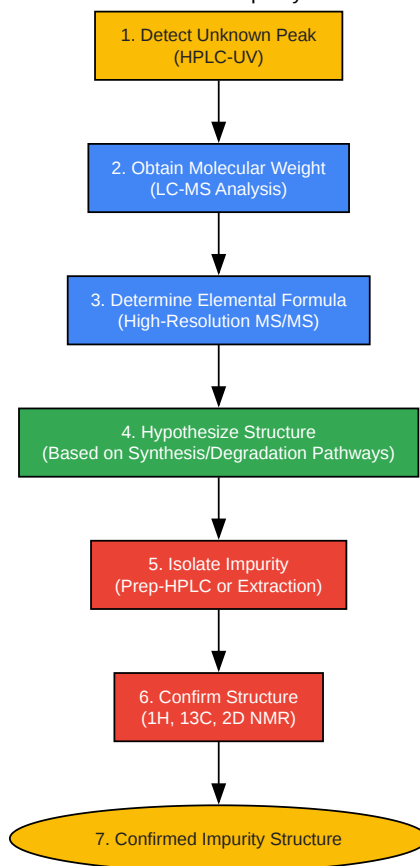 1. Detect Unknown Peak
(HPLC-UV)
2. Obtain Molecular Weight
(LC-MS Analysis)
3. Determine Elemental Formula
(High-Resolution MS/MS)
4. Hypothesize Structure
(Based on Synthesis/Degradation Pathways)
5. Isolate Impurity
(Prep-HPLC or Extraction)
6. Confirm Structure
(1H, 13C, 2D NMR)
7. Confirmed Impurity Structure